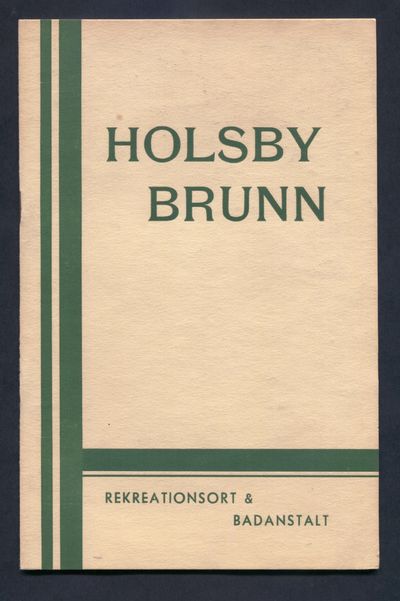 HOLSBY
BRUNN
REKREATIONSORT &
BADANSTALT